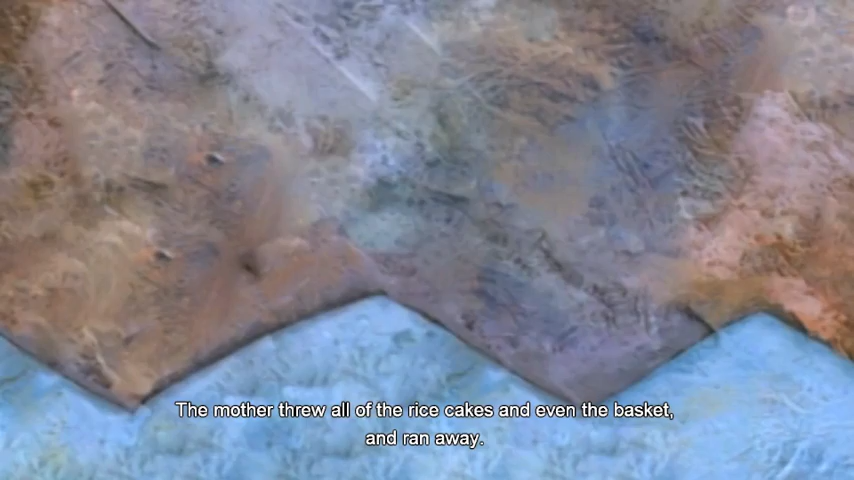 The mother threw all of the rice cakes and even the basket,
and ran away.